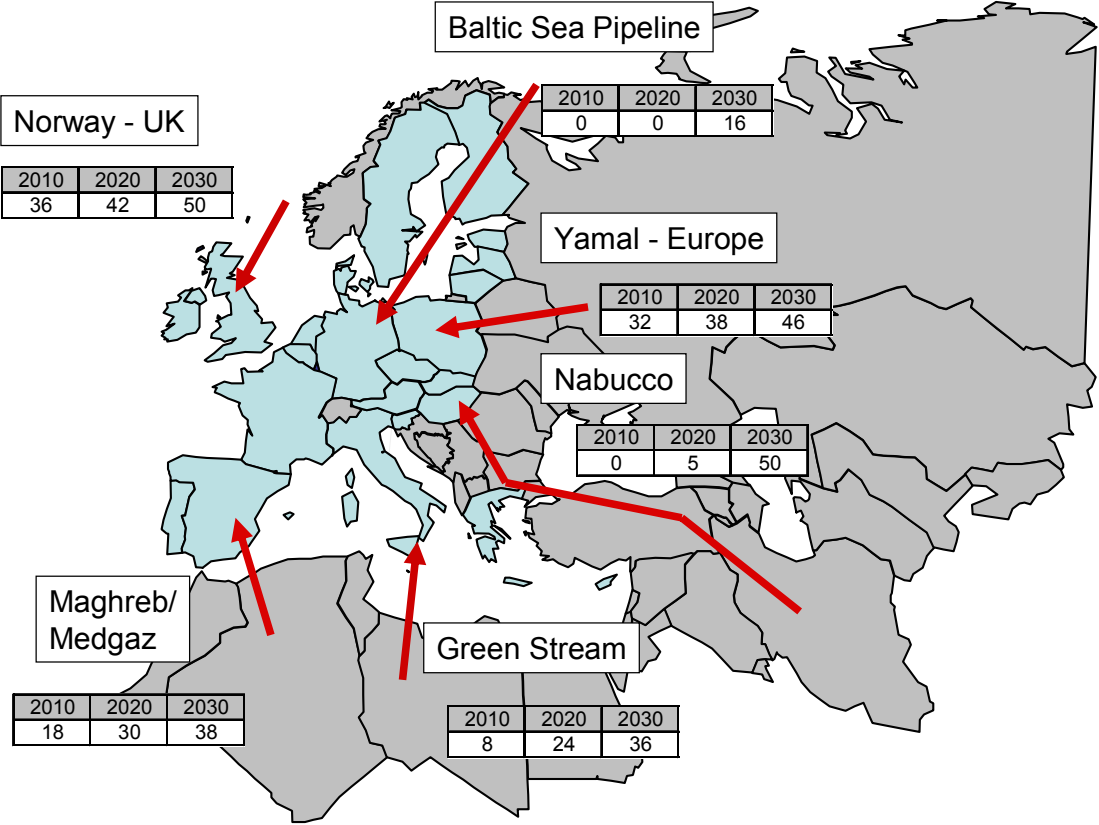 Baltic Sea Pipeline
2010 2020 2030
0 0 16
Norway - UK
2010 2020 2030
36 42 50
Yamal - Europe
2010 2020 2030
32 38 46
Nabucco
2010 2020 2030
0 5 50
Maghreb/
Medgaz
2010 2020 2030
18 30 38
Green Stream
2010 2020 2030
8 24 36